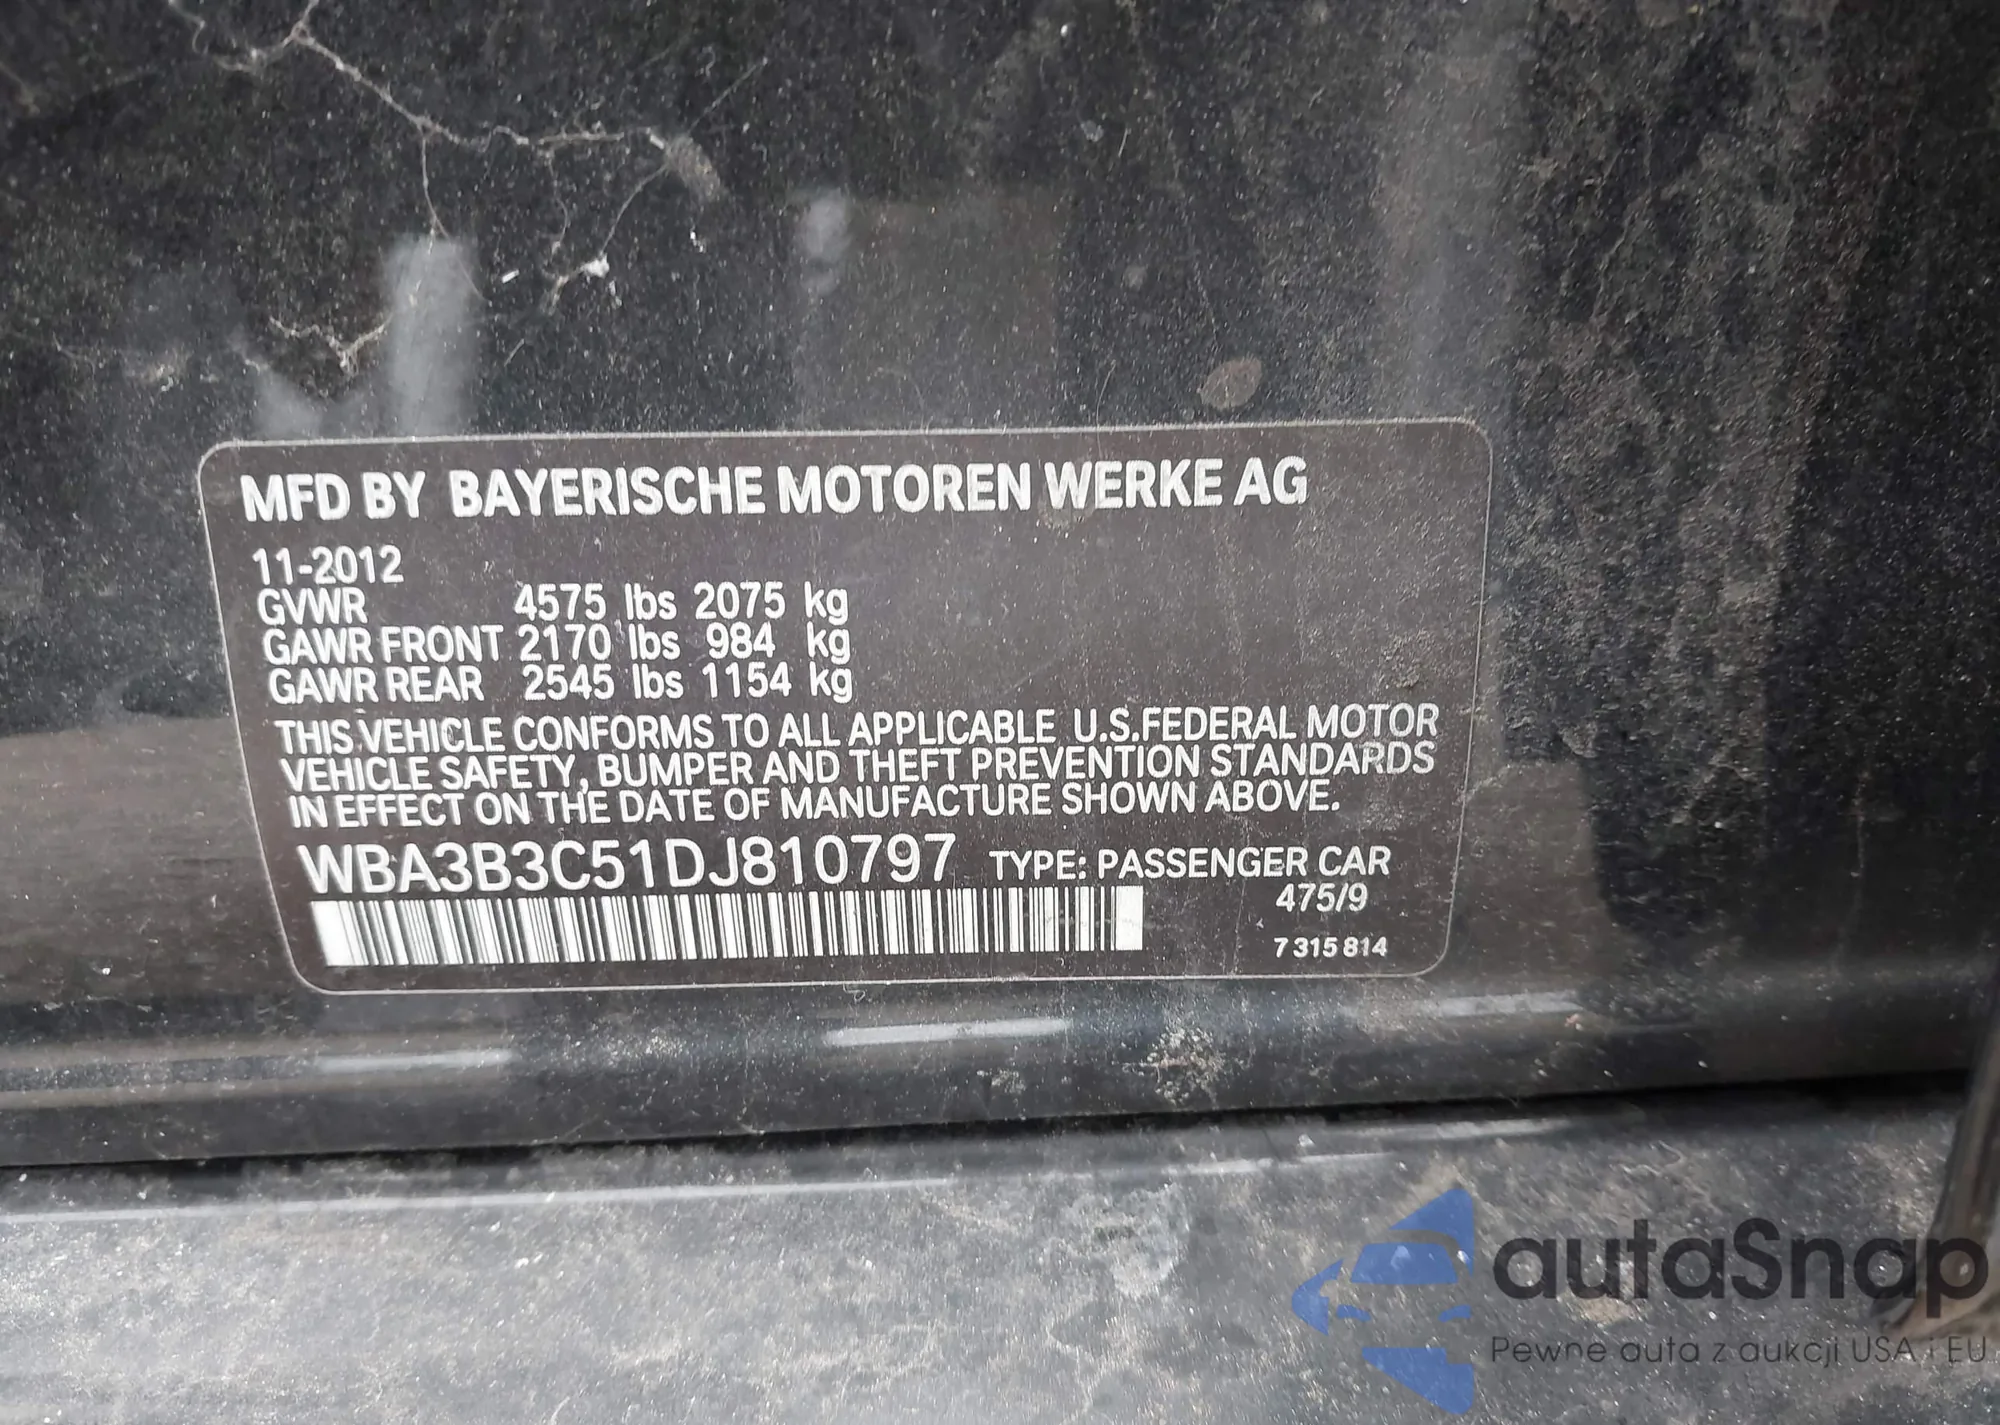 MFD BY BAYERISCHE MOTOREN WERKE AG
11-2012
GVWR 4575 lbs 2075 kg
GAWR FRONT 2170 lbs 984 kg
GAWR REAR 2545 lbs 1154 kg
THIS VEHICLE CONFORMS TO ALL APPLICABLE U.S.FEDERAL MOTOR
VEHICLE SAFETY, BUMPER AND THEFT PREVENTION STANDARDS
IN EFFECT ON THE DATE OF MANUFACTURE SHOWN ABOVE.
WBA3B3C51DJ810797 TYPE: PASSENGER CAR
475/9
7 315 814
autaSnap
Pewne auta z aukcji USA i EU